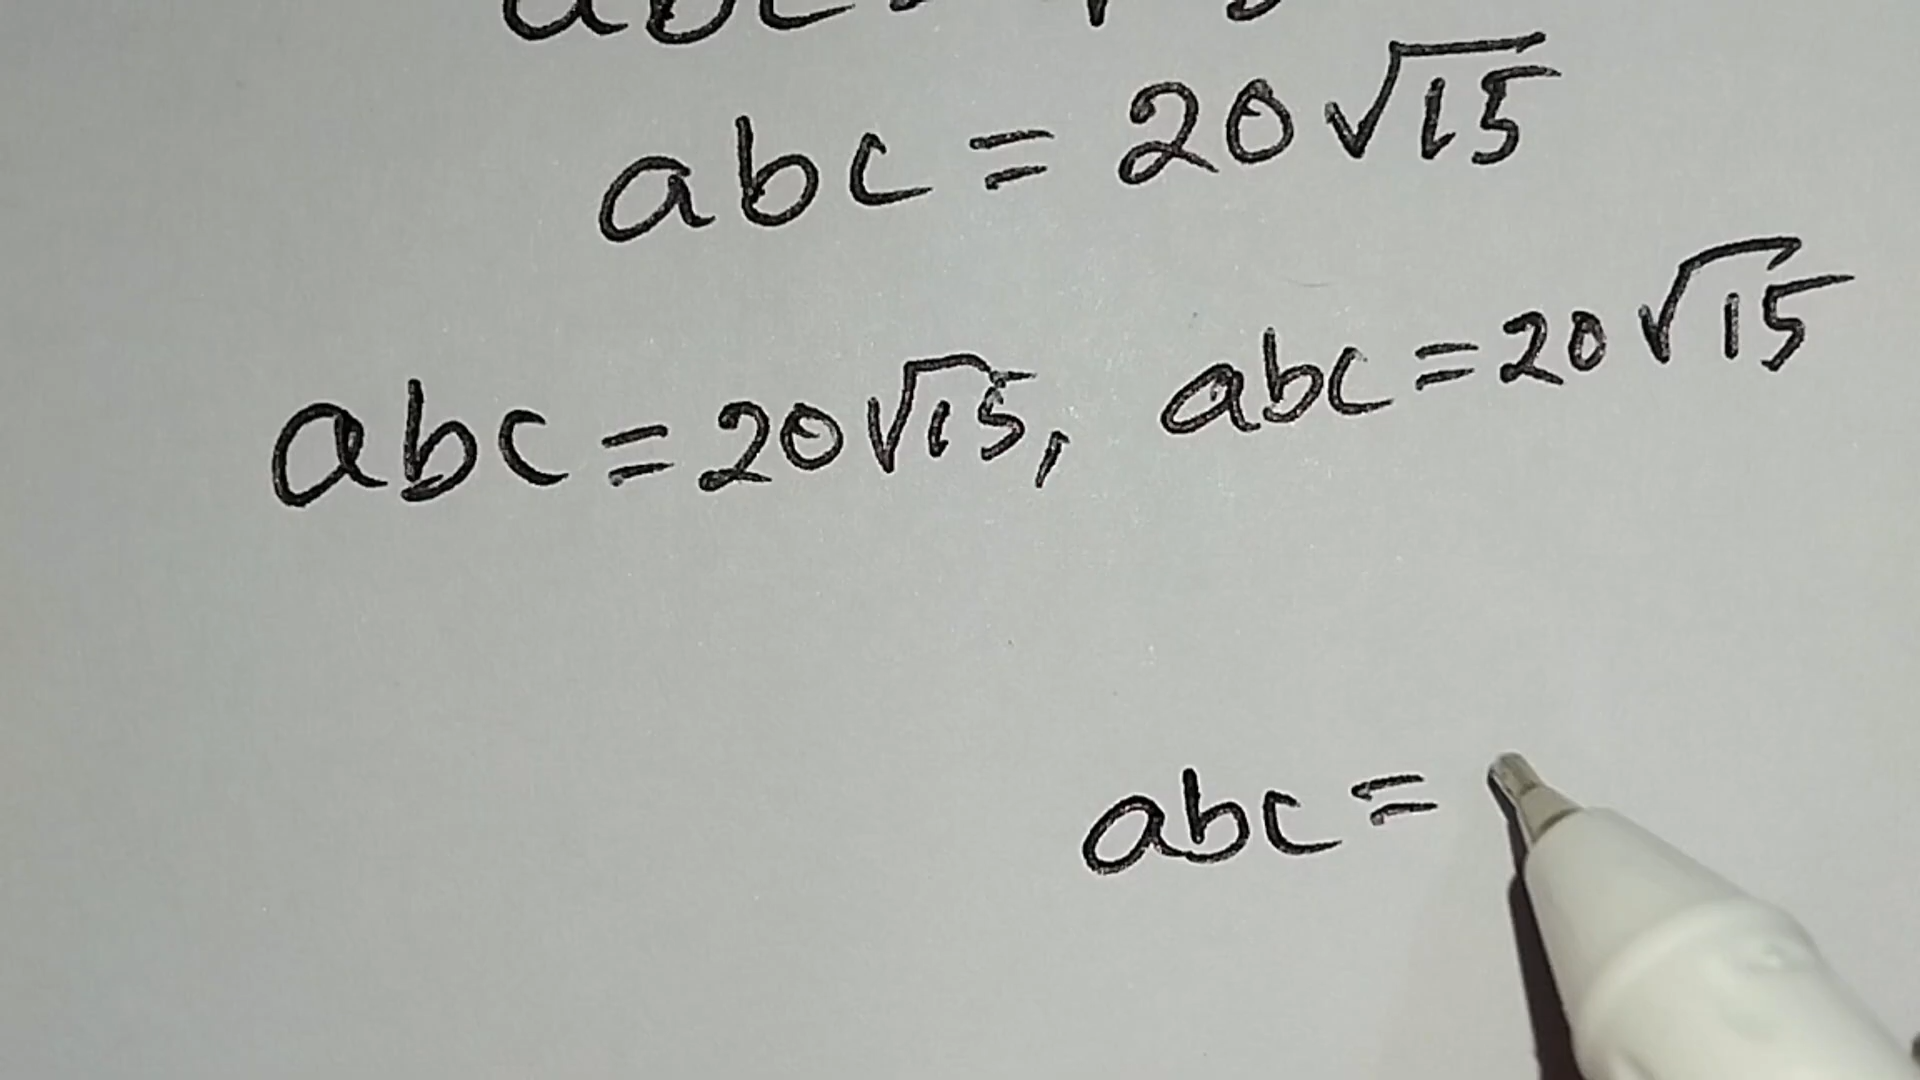 abc = 20√15
abc = 20√15, abc = 20√15
abc =